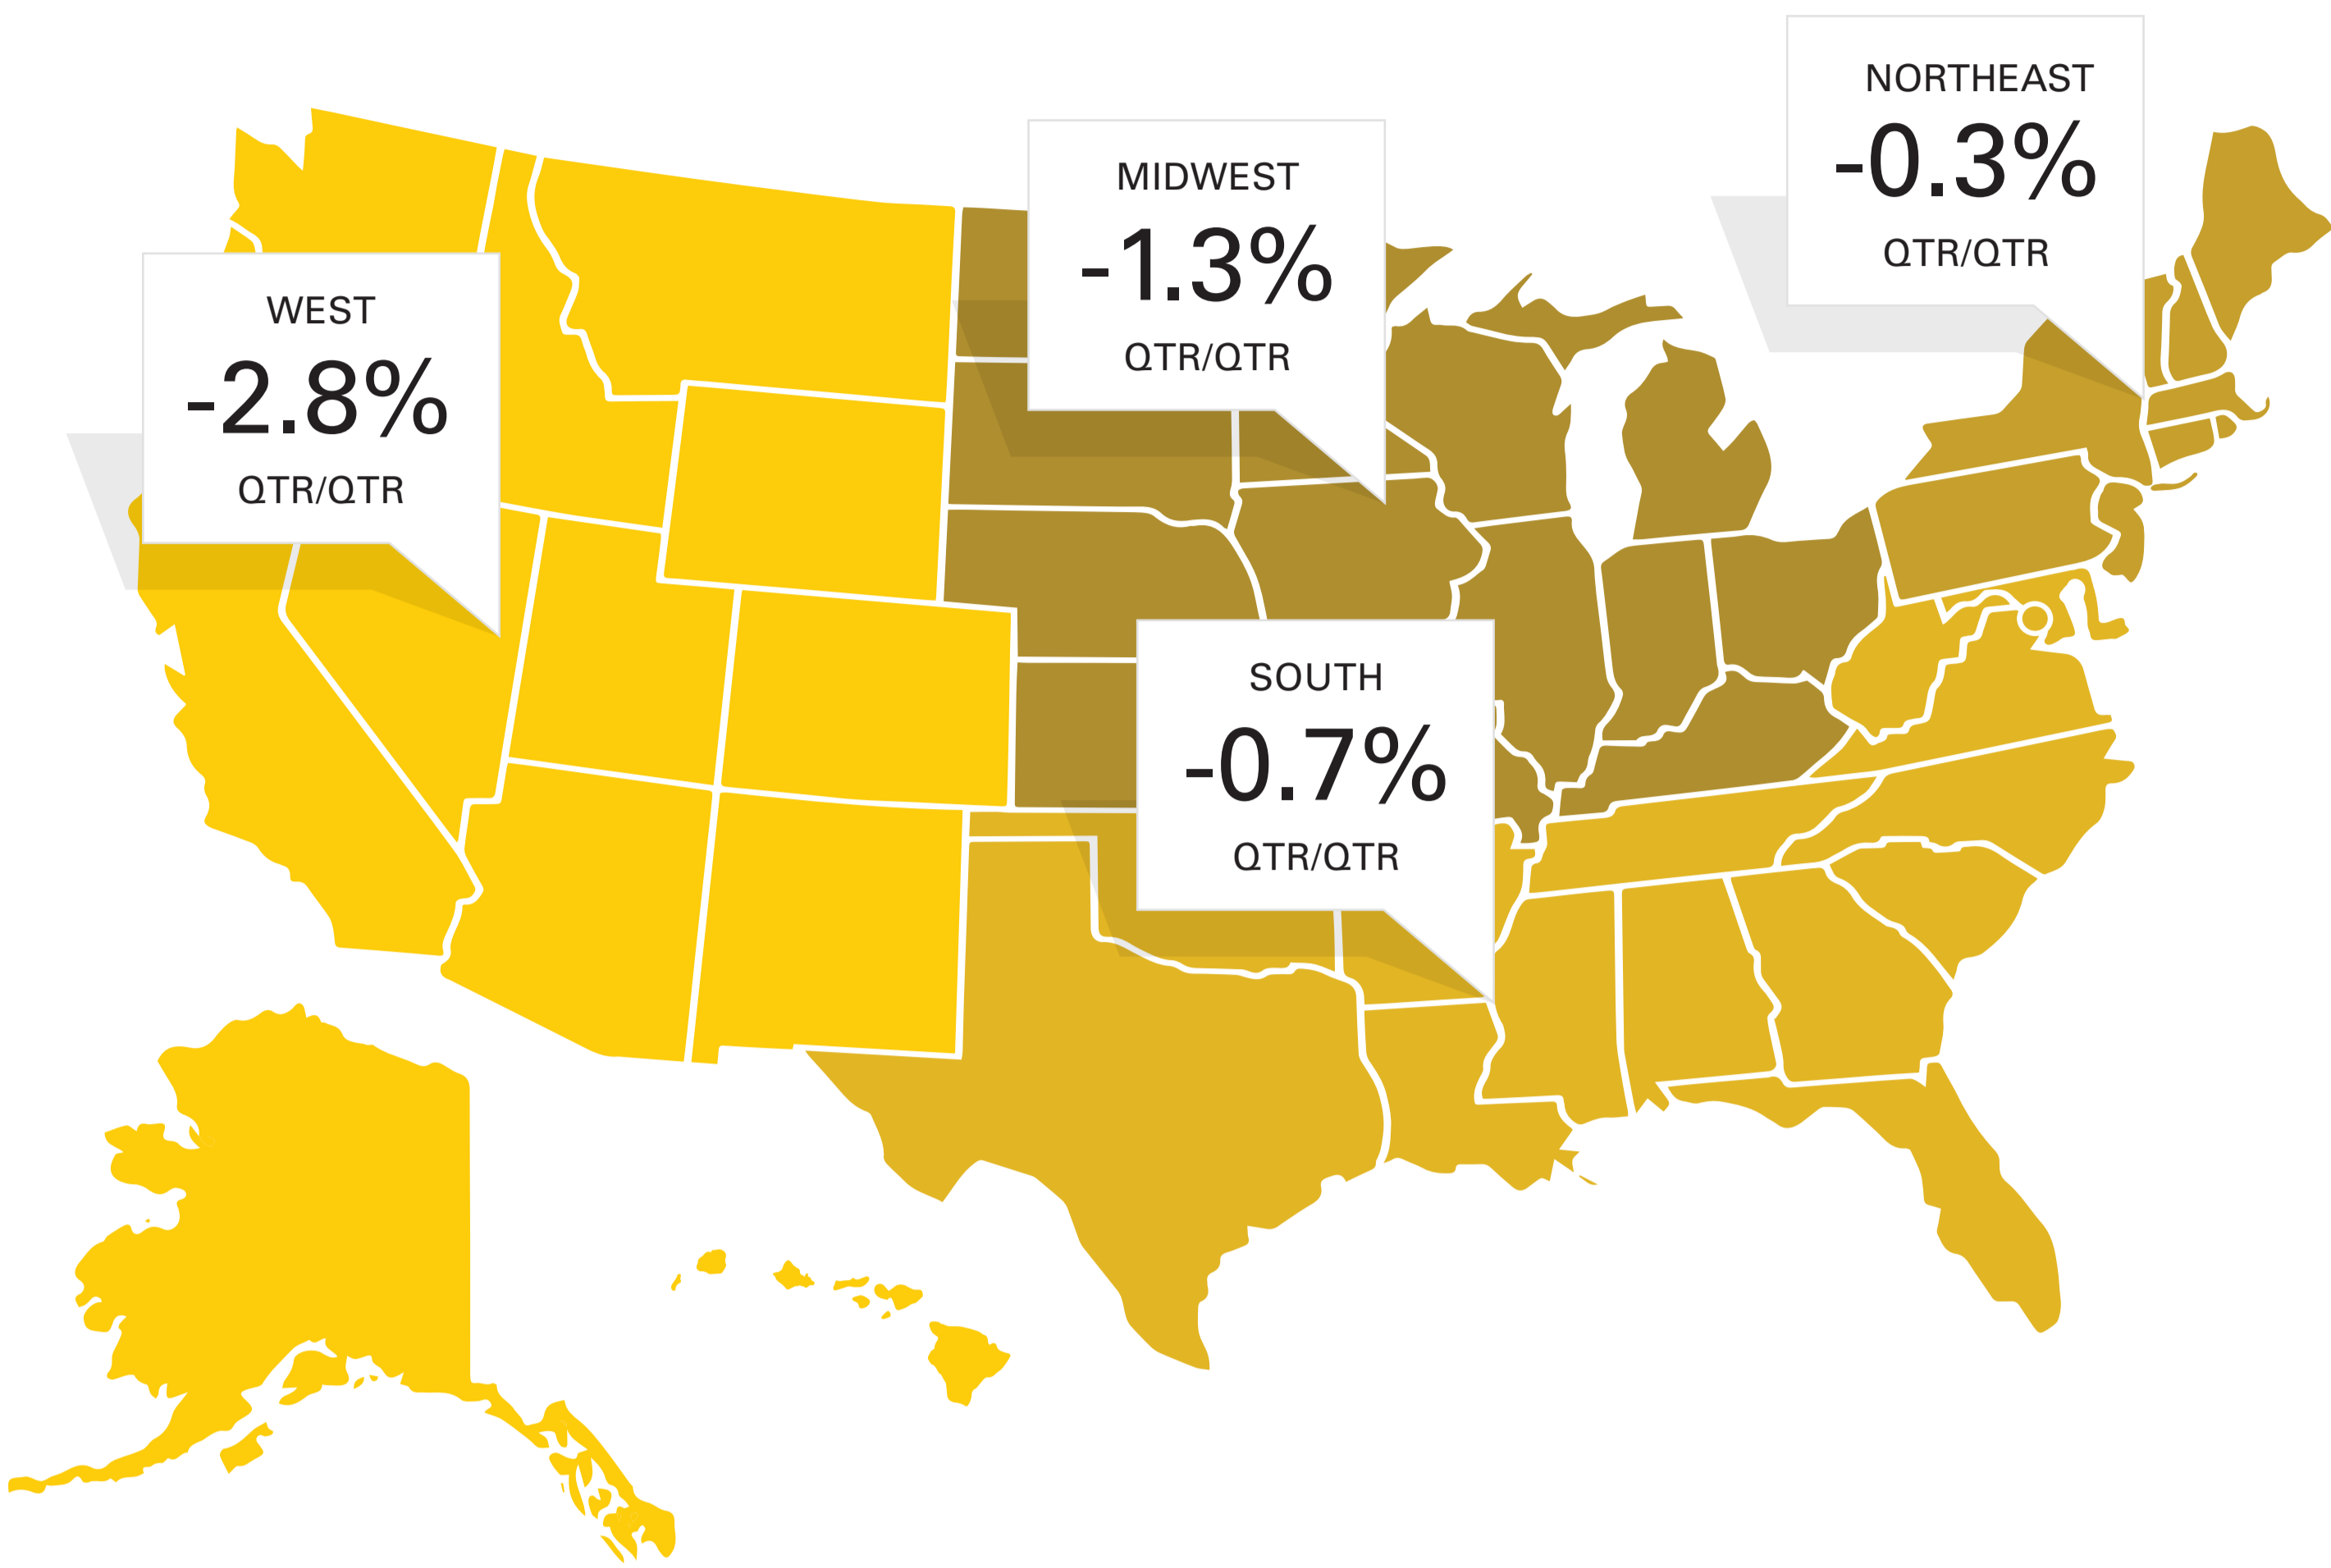 NORTHEAST
-0.3%
QTR/QTR
MIDWEST
-1.3%
QTR/QTR
WEST
-2.8%
QTR/QTR
SOUTH
-0.7%
QTR/QTR